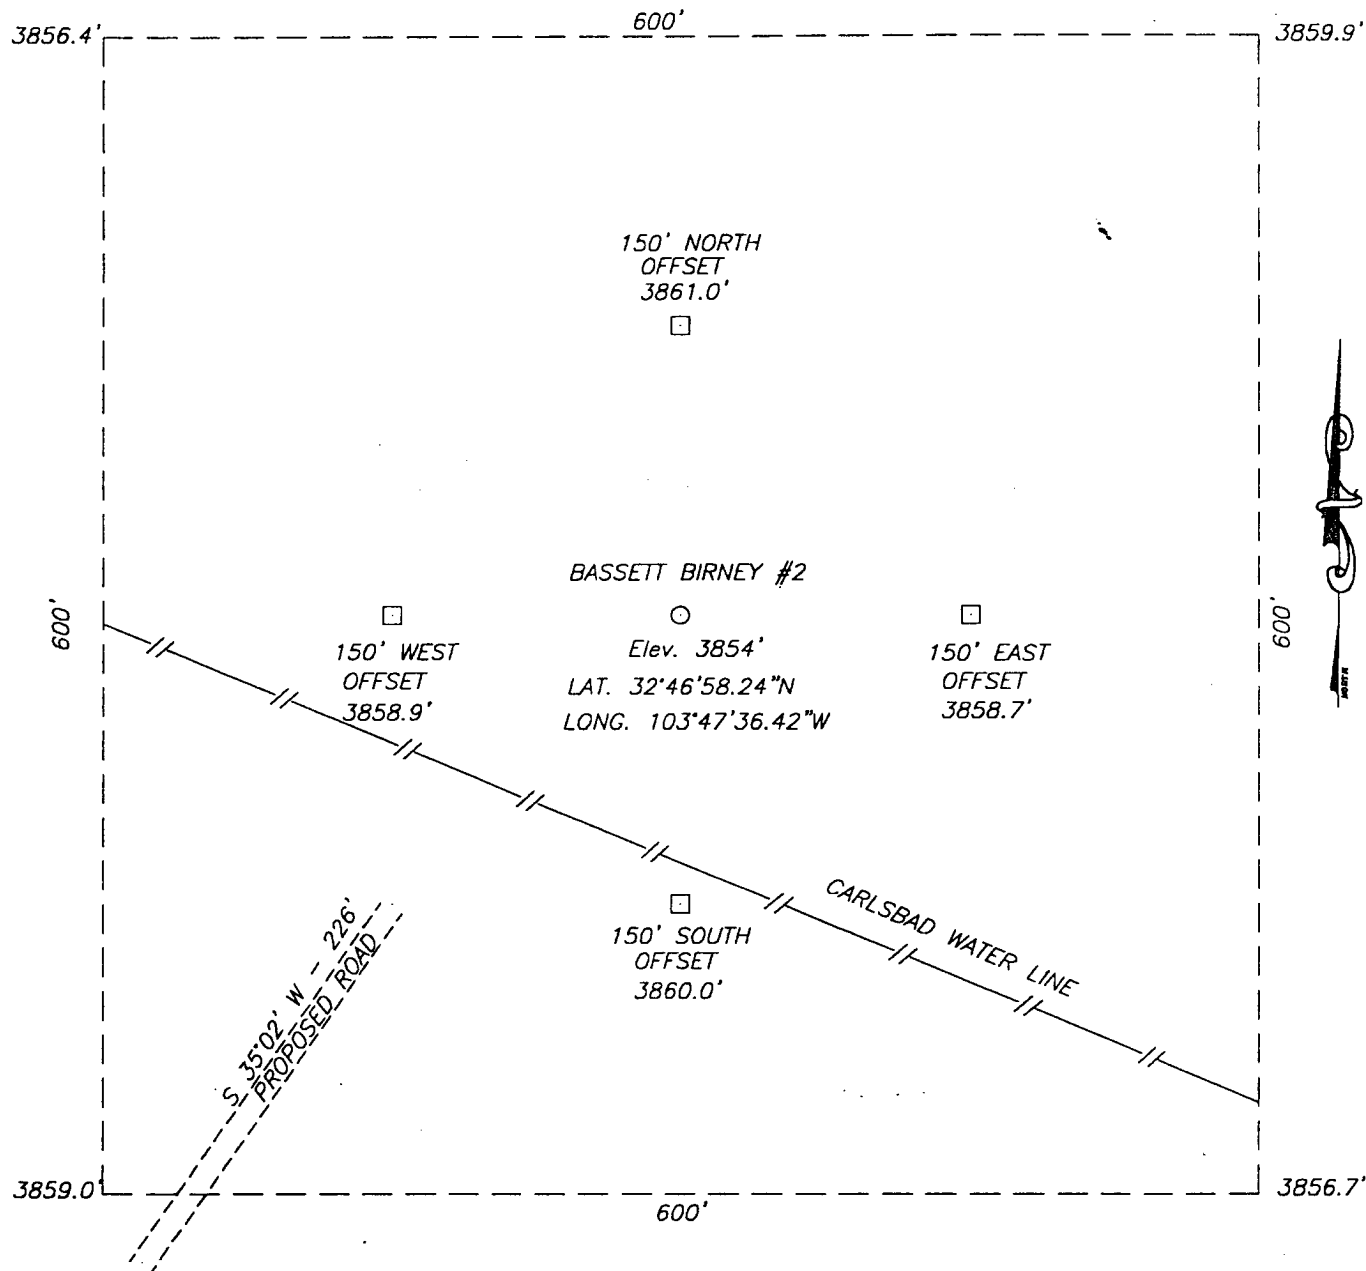 600'
3856.4'
3859.9'
150' NORTH
OFFSET
3861.0'
BASSETT BIRNEY #2
600'
600'
150' WEST
OFFSET
3858.9'
Elev. 3854'
LAT. 32°46'58.24"N
LONG. 103°47'36.42"W
150' EAST
OFFSET
3858.7'
NORTH
CARLSBAD WATER LINE
150' SOUTH
OFFSET
3860.0'
S 35°02' W - 226'
PROPOSED ROAD
3859.0'
3856.7'
600'